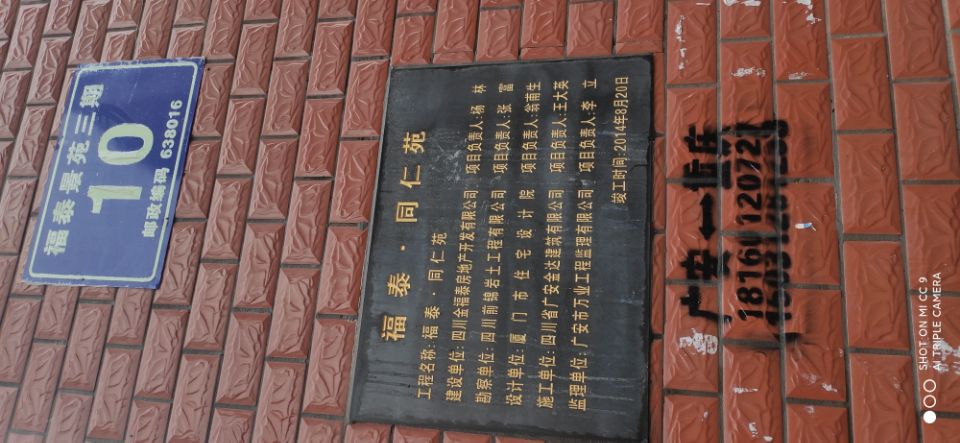 福泰景苑三期
10
邮政编码 638016
福泰·同仁苑
工程名称:福泰·同仁苑
建设单位:四川金福泰房地产开发有限公司 项目负责人:杨 林
勘察单位:四川前锦岩土工程有限公司 项目负责人:张 富
设计单位:厦门市住宅设计院 项目负责人:翁甫生
施工单位:四川省广安金达建筑有限公司 项目负责人:王大英
监理单位:广安市万业工程监理有限公司 项目负责人:李 立
竣工时间:2014年8月20日
广安
SHOT ON MI CC 9
AI TRIPLE CAMERA